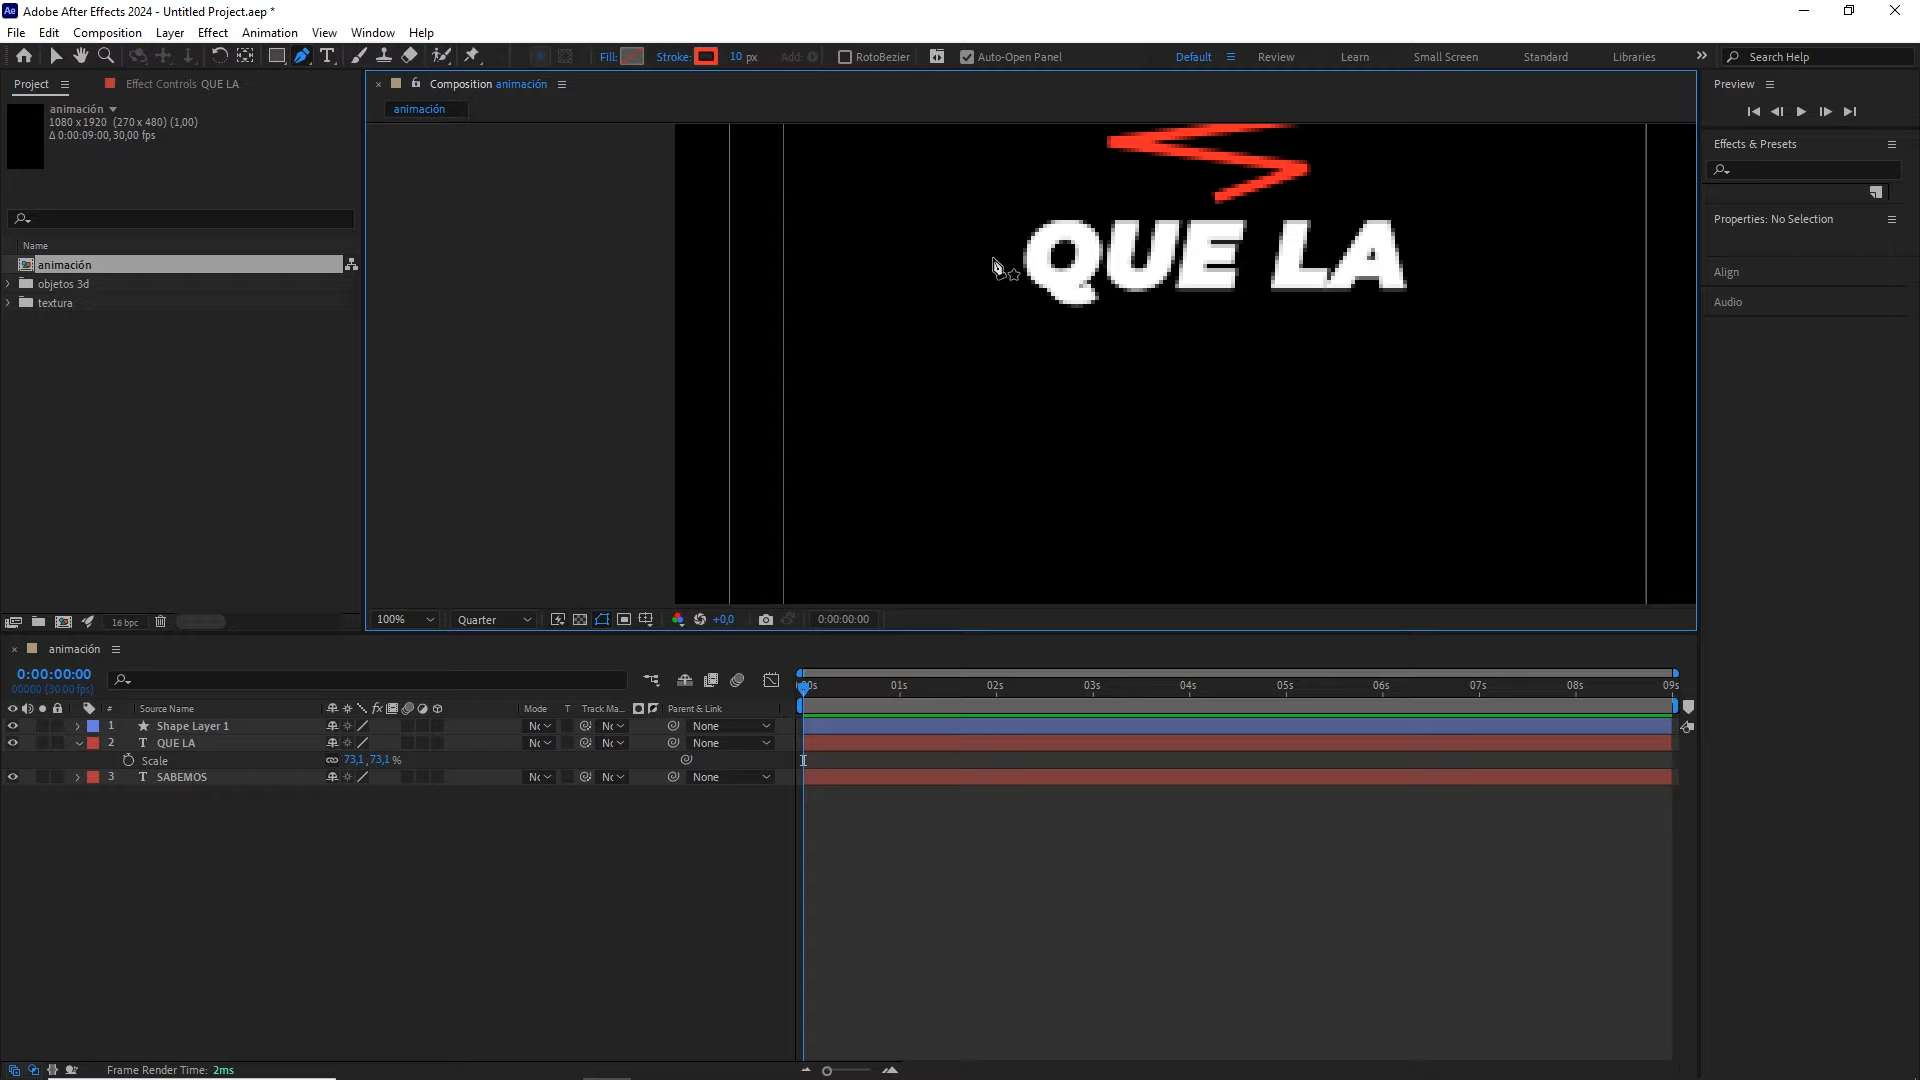 Ae Adobe After Effects 2024 - Untitled Project.aep *
File Edit Composition Layer Effect Animation View Window Help
Fill: Stroke: 10 px Add: RotoBezier Auto-Open Panel Default Review Learn Small Screen Standard Libraries Search Help
Project Effect Controls QUE LA
animación
1080 x 1920 (270 x 480) (1,00)
Δ 0:00:09:00, 30,00 fps
Name
animación
objetos 3d
textura
16 bpc
Composition animación
animación
QUE LA
100% Quarter +0,0 0:00:00:00
Preview
Effects & Presets
Properties: No Selection
Align
Audio
animación
0:00:00:00
00000 (30.00 fps)
# Source Name Mode T Track Ma... Parent & Link
1 Shape Layer 1 None
2 QUE LA None
Scale 73,1, 73,1 %
3 SABEMOS None
01s 02s 03s 04s 05s 06s 07s 08s 09s
Frame Render Time: 2ms